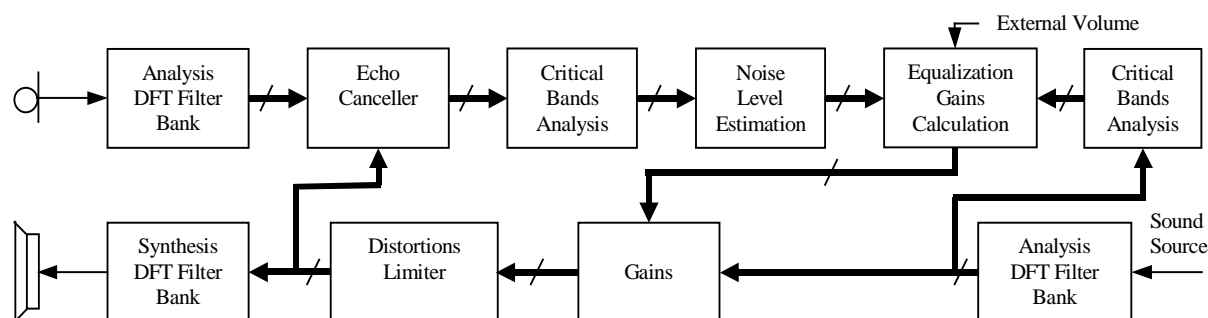 External Volume
Analysis
DFT Filter
Bank
Echo
Canceller
Critical
Bands
Analysis
Noise
Level
Estimation
Equalization
Gains
Calculation
Critical
Bands
Analysis
Synthesis
DFT Filter
Bank
Distortions
Limiter
Gains
Analysis
DFT Filter
Bank
Sound
Source